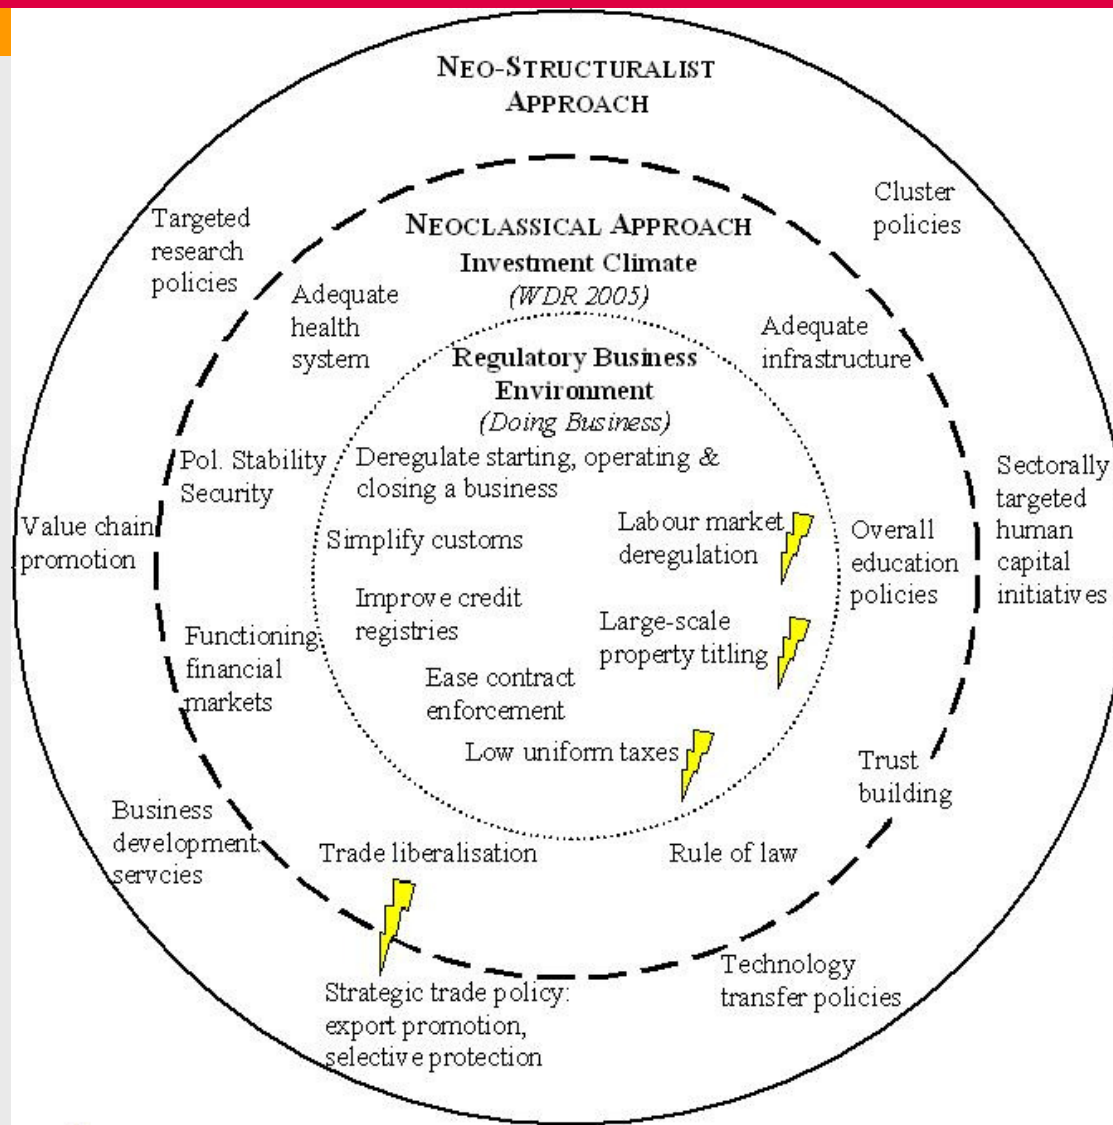 NEO-STRUCTURALIST
APPROACH
Cluster
policies
Targeted
research
policies
NEOCLASSICAL APPROACH
Investment Climate
(WDR 2005)
Adequate
health
system
Adequate
infrastructure
Regulatory Business
Environment
(Doing Business)
Pol. Stability
Security
Deregulate starting, operating &
closing a business
Sectorally
targeted
human
capital
initiatives
Value chain
promotion
Simplify customs
Labour market
deregulation
Overall
education
policies
Improve credit
registries
Large-scale
property titling
Functioning
financial
markets
Ease contract
enforcement
Low uniform taxes
Trust
building
Business
development
servcies
Trade liberalisation
Rule of law
Technology
transfer policies
Strategic trade policy:
export promotion,
selective protection